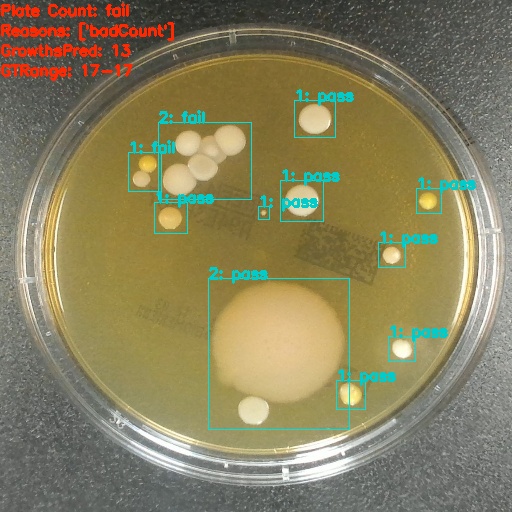 Plate Count: fail
Reasons: ['badCount']
GrowthsPred: 13
GTRange: 17-17
1: pass
2: fail
1: fail
1: pass
1: pass
1: pass
1: pass
1: pass
2: pass
1: pass
1: pass